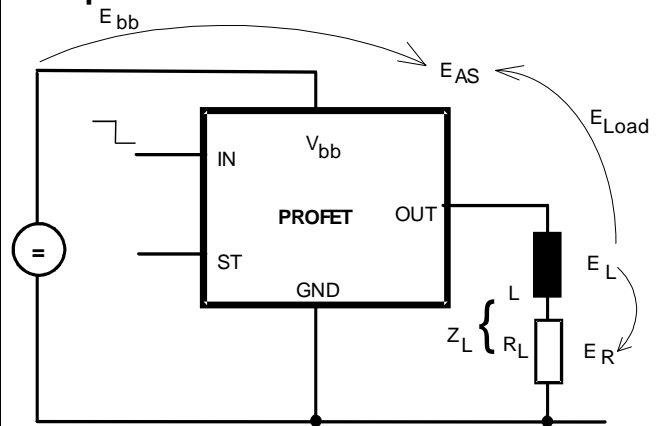 E bb
E AS
E Load
V bb
IN
PROFET
OUT
=
ST
GND
L
E L
Z L {
R L
E R